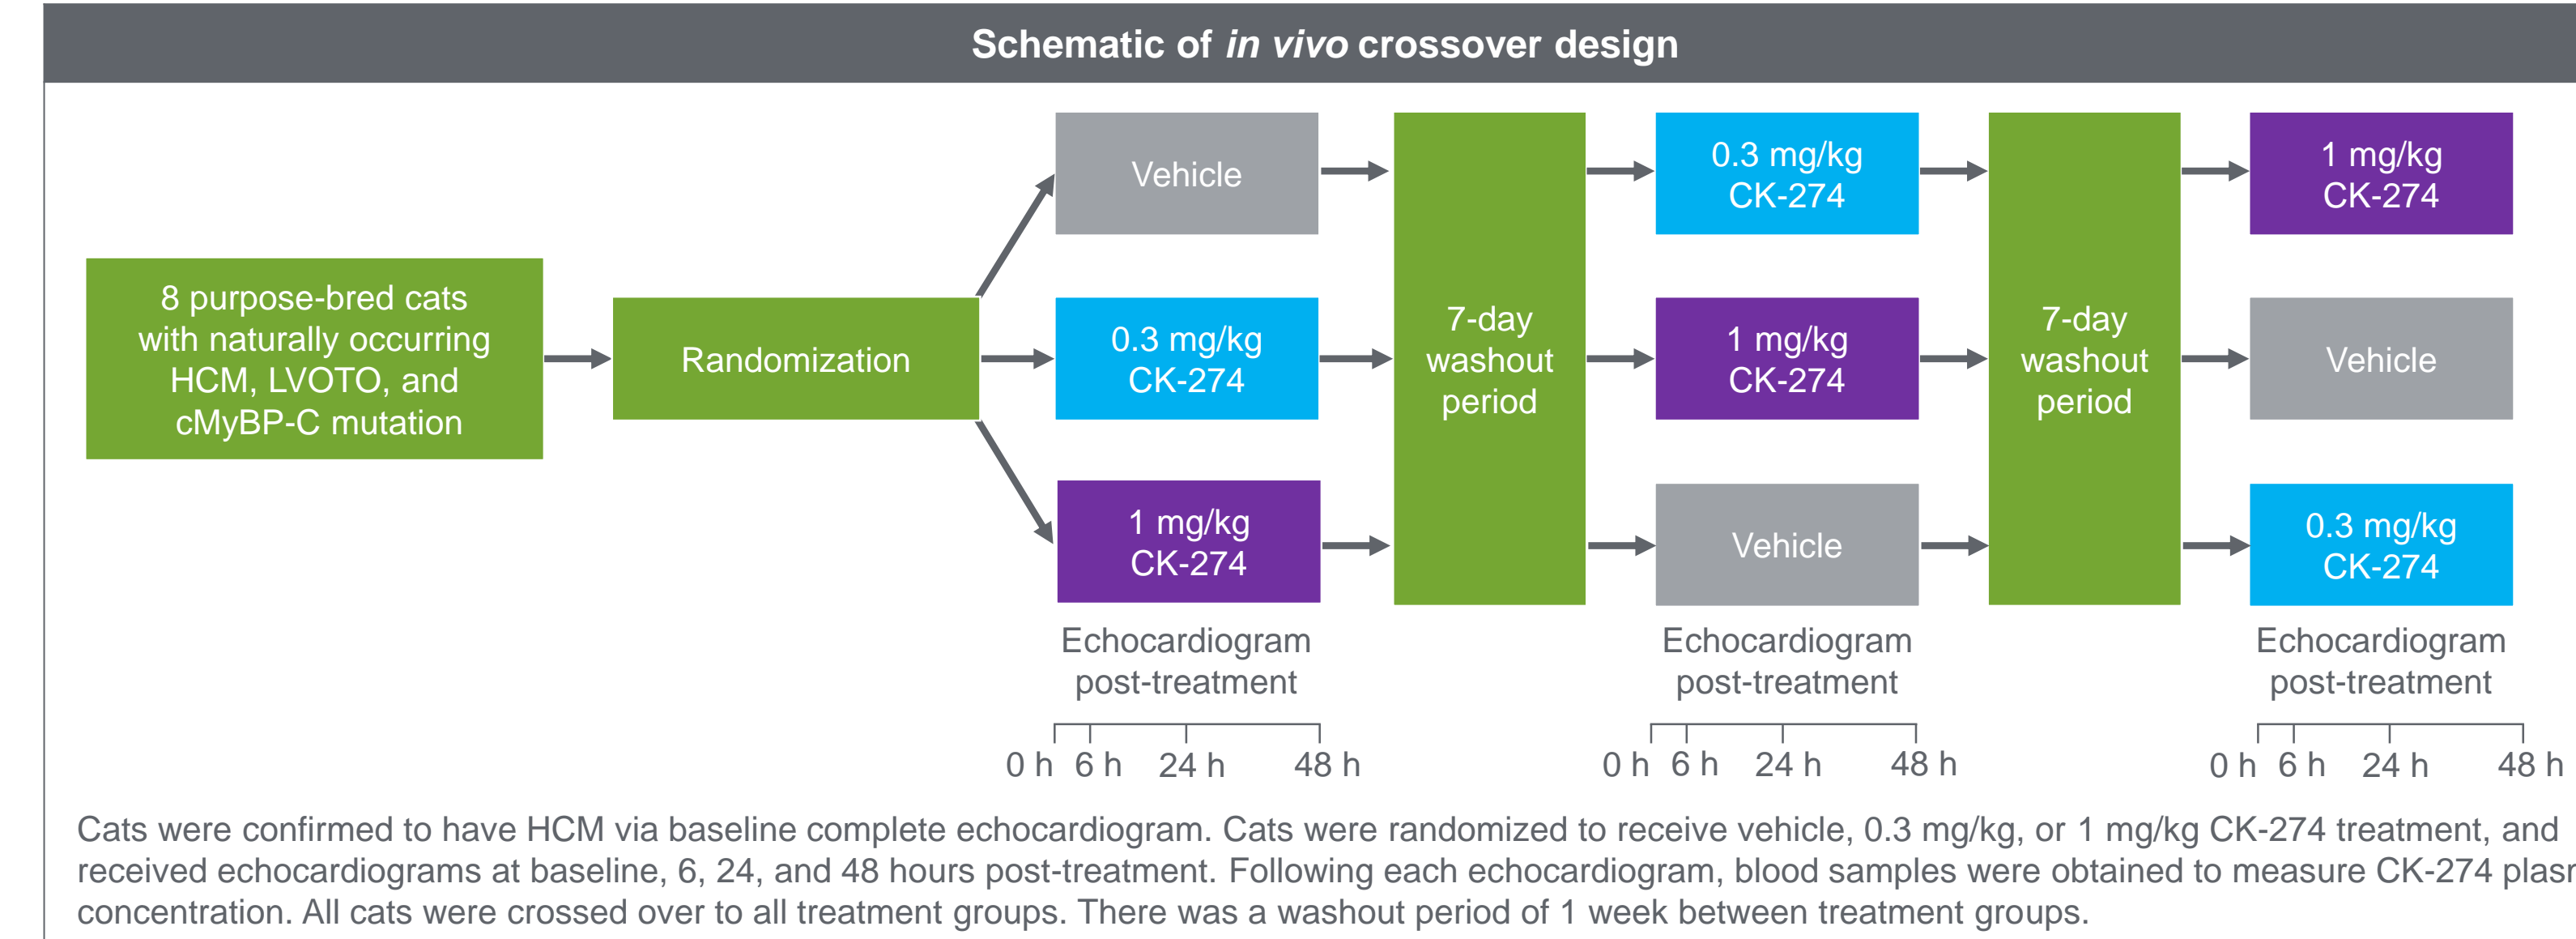 Schematic of in vivo crossover design
8 purpose-bred cats
with naturally occurring
HCM, LVOTO, and
cMyBP-C mutation
Randomization
Vehicle
0.3 mg/kg
CK-274
1 mg/kg
CK-274
Echocardiogram
post-treatment
0 h 6 h 24 h 48 h
7-day
washout
period
0.3 mg/kg
CK-274
1 mg/kg
CK-274
Vehicle
Echocardiogram
post-treatment
0 h 6 h 24 h 48 h
7-day
washout
period
1 mg/kg
CK-274
Vehicle
0.3 mg/kg
CK-274
Echocardiogram
post-treatment
0 h 6 h 24 h 48 h
Cats were confirmed to have HCM via baseline complete echocardiogram. Cats were randomized to receive vehicle, 0.3 mg/kg, or 1 mg/kg CK-274 treatment, and
received echocardiograms at baseline, 6, 24, and 48 hours post-treatment. Following each echocardiogram, blood samples were obtained to measure CK-274
concentration. All cats were crossed over to all treatment groups. There was a washout period of 1 week between treatment groups.